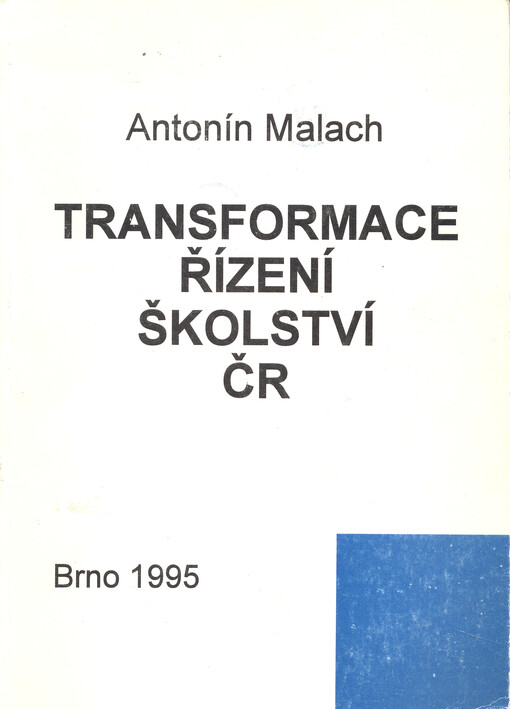 Antonín Malach
TRANSFORMACE
ŘÍZENÍ
ŠKOLSTVÍ
ČR
Brno 1995